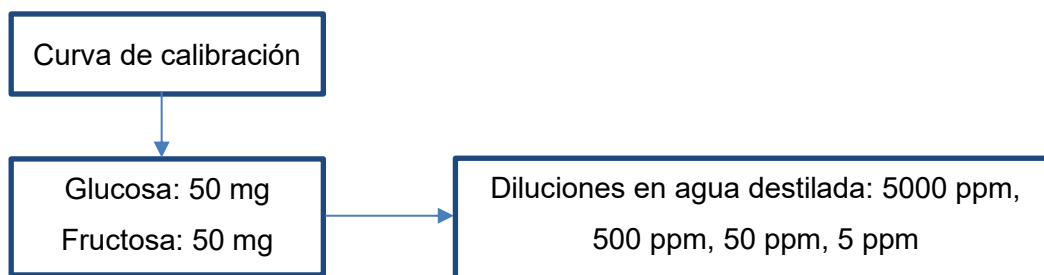 Curva de calibración
Glucosa: 50 mg
Fructosa: 50 mg
Diluciones en agua destilada: 5000 ppm,
500 ppm, 50 ppm, 5 ppm